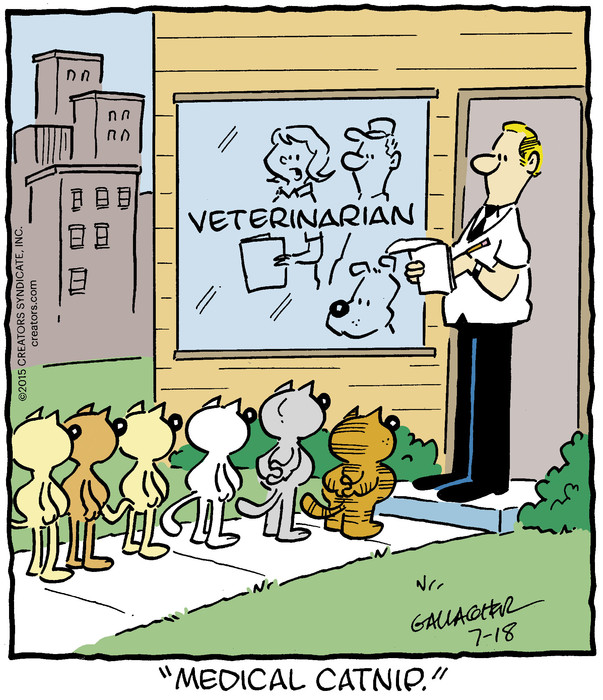 ©2015 CREATORS SYNDICATE, INC.
creators.com
VETERINARIAN
GALLAGHER
7-18
"MEDICAL CATNIP."